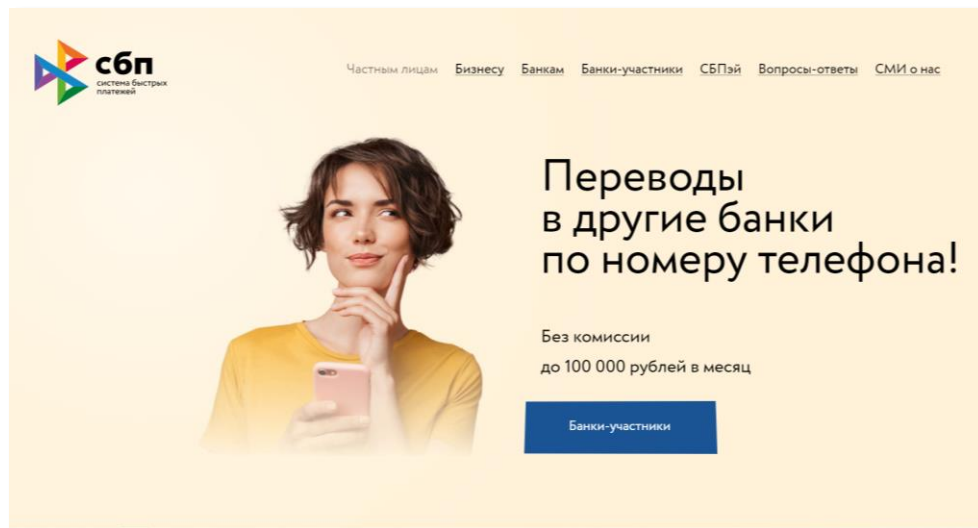 сбп
система быстрых
платежей
Частным лицам Бизнесу Банкам Банки-участники СБПэй Вопросы-ответы СМИ о нас
Переводы
в другие банки
по номеру телефона!
Без комиссии
до 100 000 рублей в месяц
Банки-участники